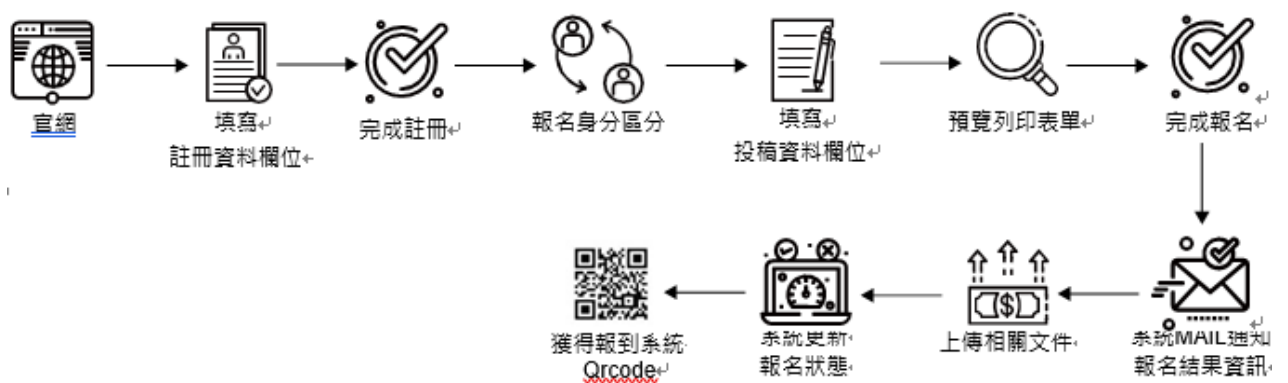 官網
填寫
註冊資料欄位
完成註冊
報名身分區分
填寫
投稿資料欄位
預覽列印表單
完成報名
系統MAIL通知
報名結果資訊
上傳相關文件
系統更新
報名狀態
獲得報到系統
Qrcode